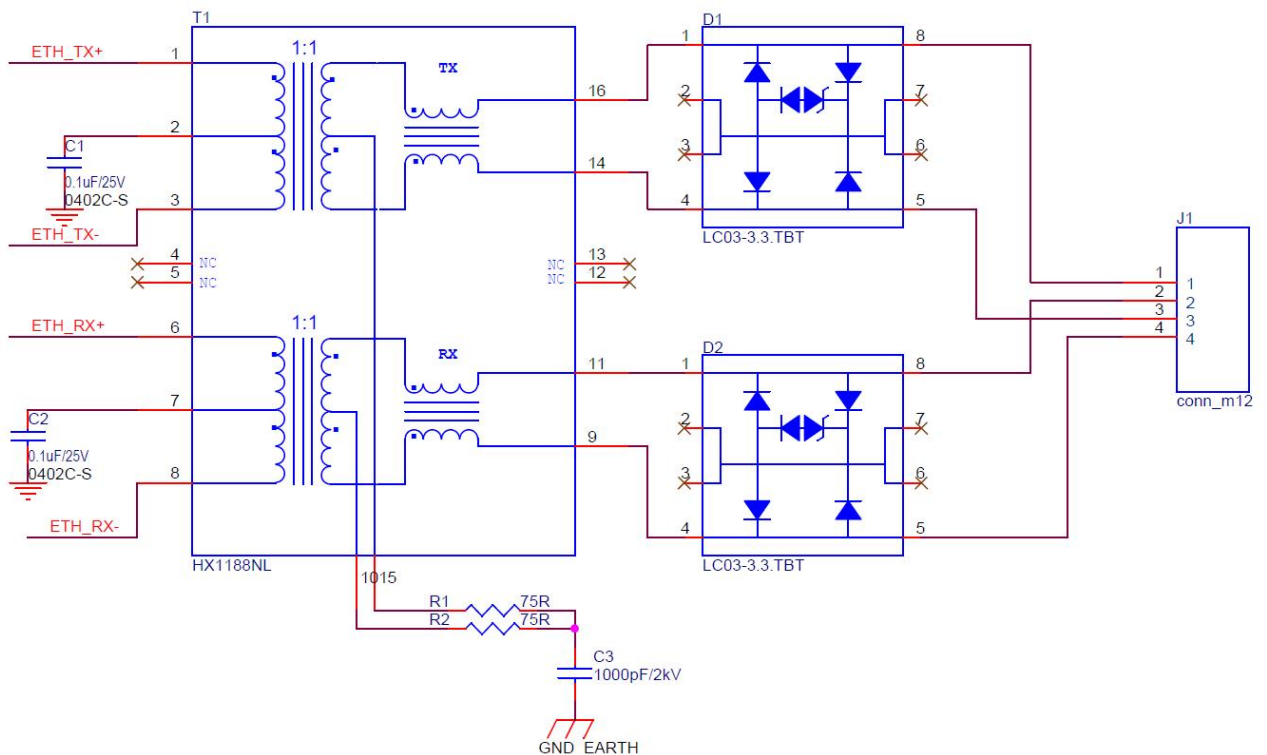 T1
ETH_TX+
1
1:1
TX
16
2
C1
0.1uF/25V
0402C-S
14
3
ETH_TX-
4
NC
5
NC
NC
13
NC
12
ETH_RX+
6
1:1
RX
11
7
C2
0.1uF/25V
0402C-S
9
8
ETH_RX-
HX1188NL
1015
R1
75R
R2
75R
C3
1000pF/2kV
GND_EARTH
D1
1
8
2
7
3
6
4
5
LC03-3.3.TBT
D2
1
8
2
7
3
6
4
5
LC03-3.3.TBT
J1
1
1
2
2
3
3
4
4
conn_m12